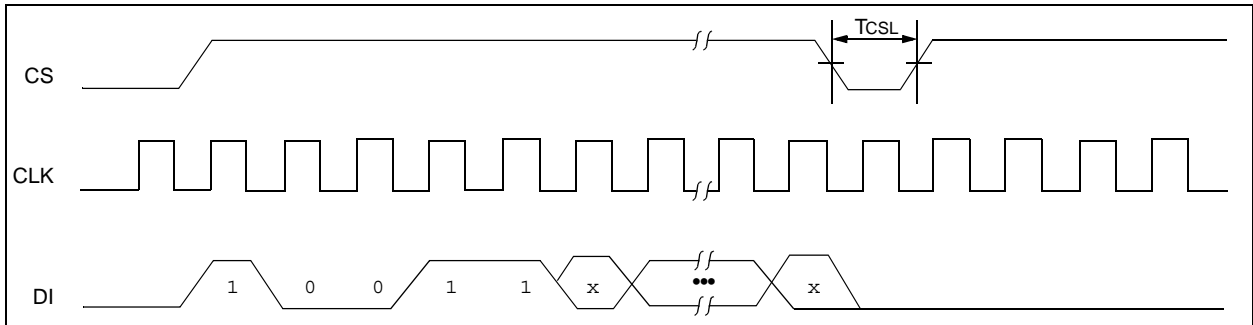 TCSL
CS
CLK
DI
1 0 0 1 1 x ••• x